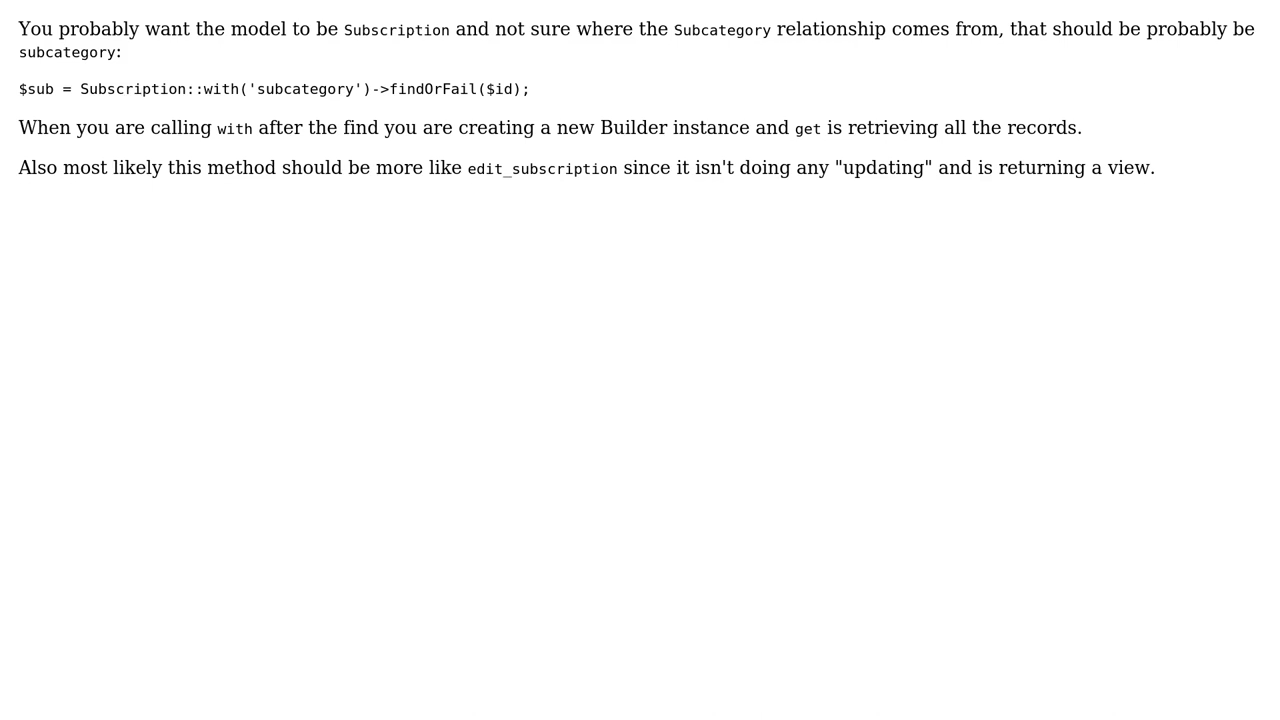 You probably want the model to be Subscription and not sure where the Subcategory relationship comes from, that should be probably be
subcategory:
$sub = Subscription::with('subcategory')->findOrFail($id);
When you are calling with after the find you are creating a new Builder instance and get is retrieving all the records.
Also most likely this method should be more like edit_subscription since it isn't doing any "updating" and is returning a view.